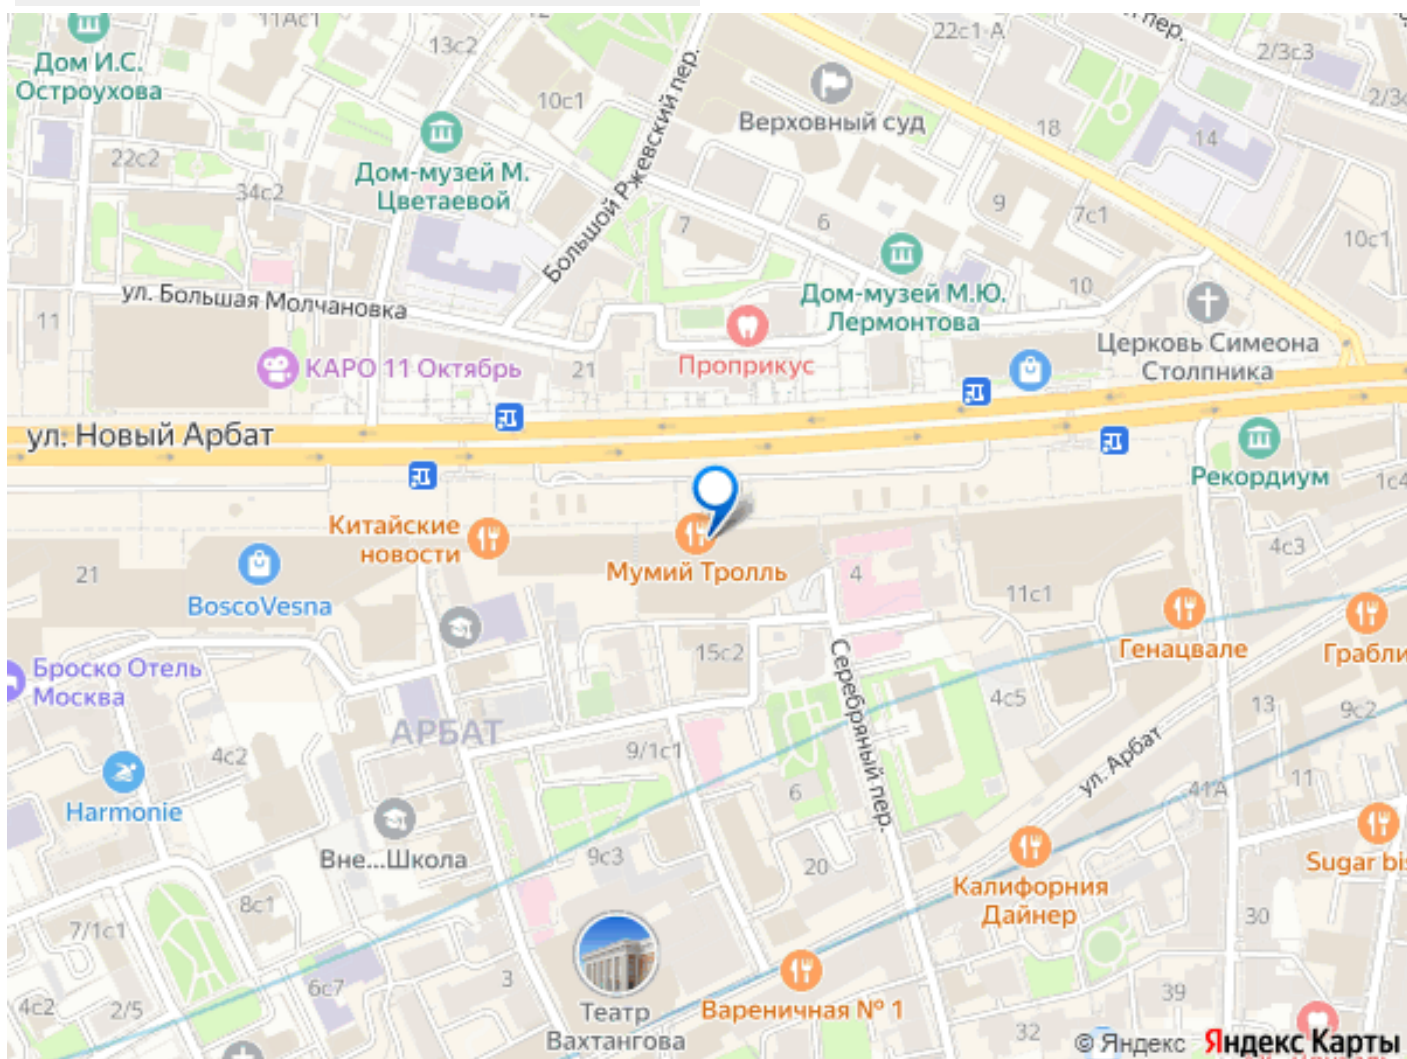 11Ас1
13с2
22с1-А
пер.
2/3с3
2/3с
Дом И.С.
Остроухова
10с1
Верховный суд
18
14
22с2
34с2
Дом-музей М.
Цветаевой
Большой Ржевский пер.
7
6
9
7с1
10с1
10
ул. Большая Молчановка
11
Дом-музей М.Ю.
Лермонтова
Проприкус
Церковь Симеона
Столпника
КАРО 11 Октябрь
21
ул. Новый Арбат
Рекордиум
1с4
Китайские
новости
21
BoscoVesna
Мумий Тролль
4
4с3
11с1
Генацвале
Грабли
Броско Отель
Москва
15с2
Серебряный пер.
4с5
13
9с2
АРБАТ
4с2
9/1с1
ул. Арбат
11
41А
6
Harmonie
Вне...Школа
9с3
20
Калифорния
Дайнер
Sugar bis
8с1
7/1с1
30
4с2
2/5
6с7
3
Театр
Вахтангова
Вареничная № 1
39
32
© Яндекс
Яндекс Карты